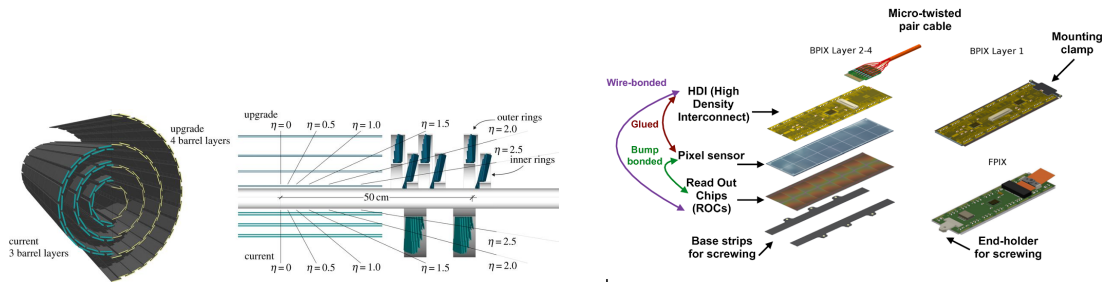 upgrade
4 barrel layers
current
3 barrel layers
upgrade
η = 0
η = 0.5
η = 1.0
η = 1.5
outer rings
η = 2.0
η = 2.5
inner rings
50 cm
η = 2.5
current
η = 0
η = 0.5
η = 1.0
η = 1.5
η = 2.0
Micro-twisted
pair cable
BPIX Layer 2-4
BPIX Layer 1
Mounting
clamp
Wire-bonded
HDI (High
Density
Interconnect)
Glued
Bump
bonded
Pixel sensor
Read Out
Chips
(ROCs)
Base strips
for screwing
FPIX
End-holder
for screwing